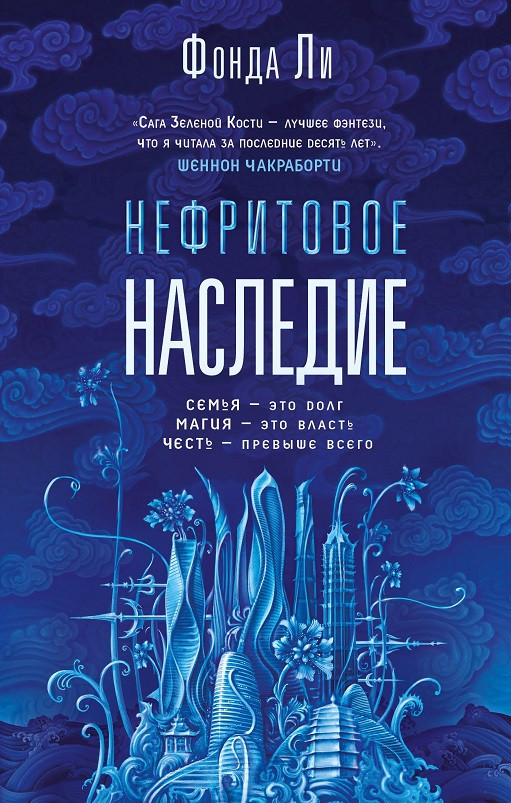 Фонда Ли
«Сага Зеленой Кости – лучшее фэнтези,
что я читала за последние десять лет».
ШЕННОН ЧАКРАБОРТИ
НЕФРИТОВОЕ
НАСЛЕДИЕ
СЕМЬЯ – ЭТО ДОЛГ
МАГИЯ – ЭТО ВЛАСТЬ
ЧЕСТЬ – ПРЕВЫШЕ ВСЕГО